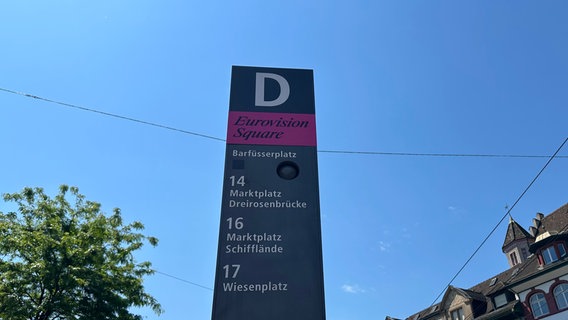 D
Eurovision
Square
Barfüsserplatz
14
Marktplatz
Dreirosenbrücke
16
Marktplatz
Schifflände
17
Wiesenplatz